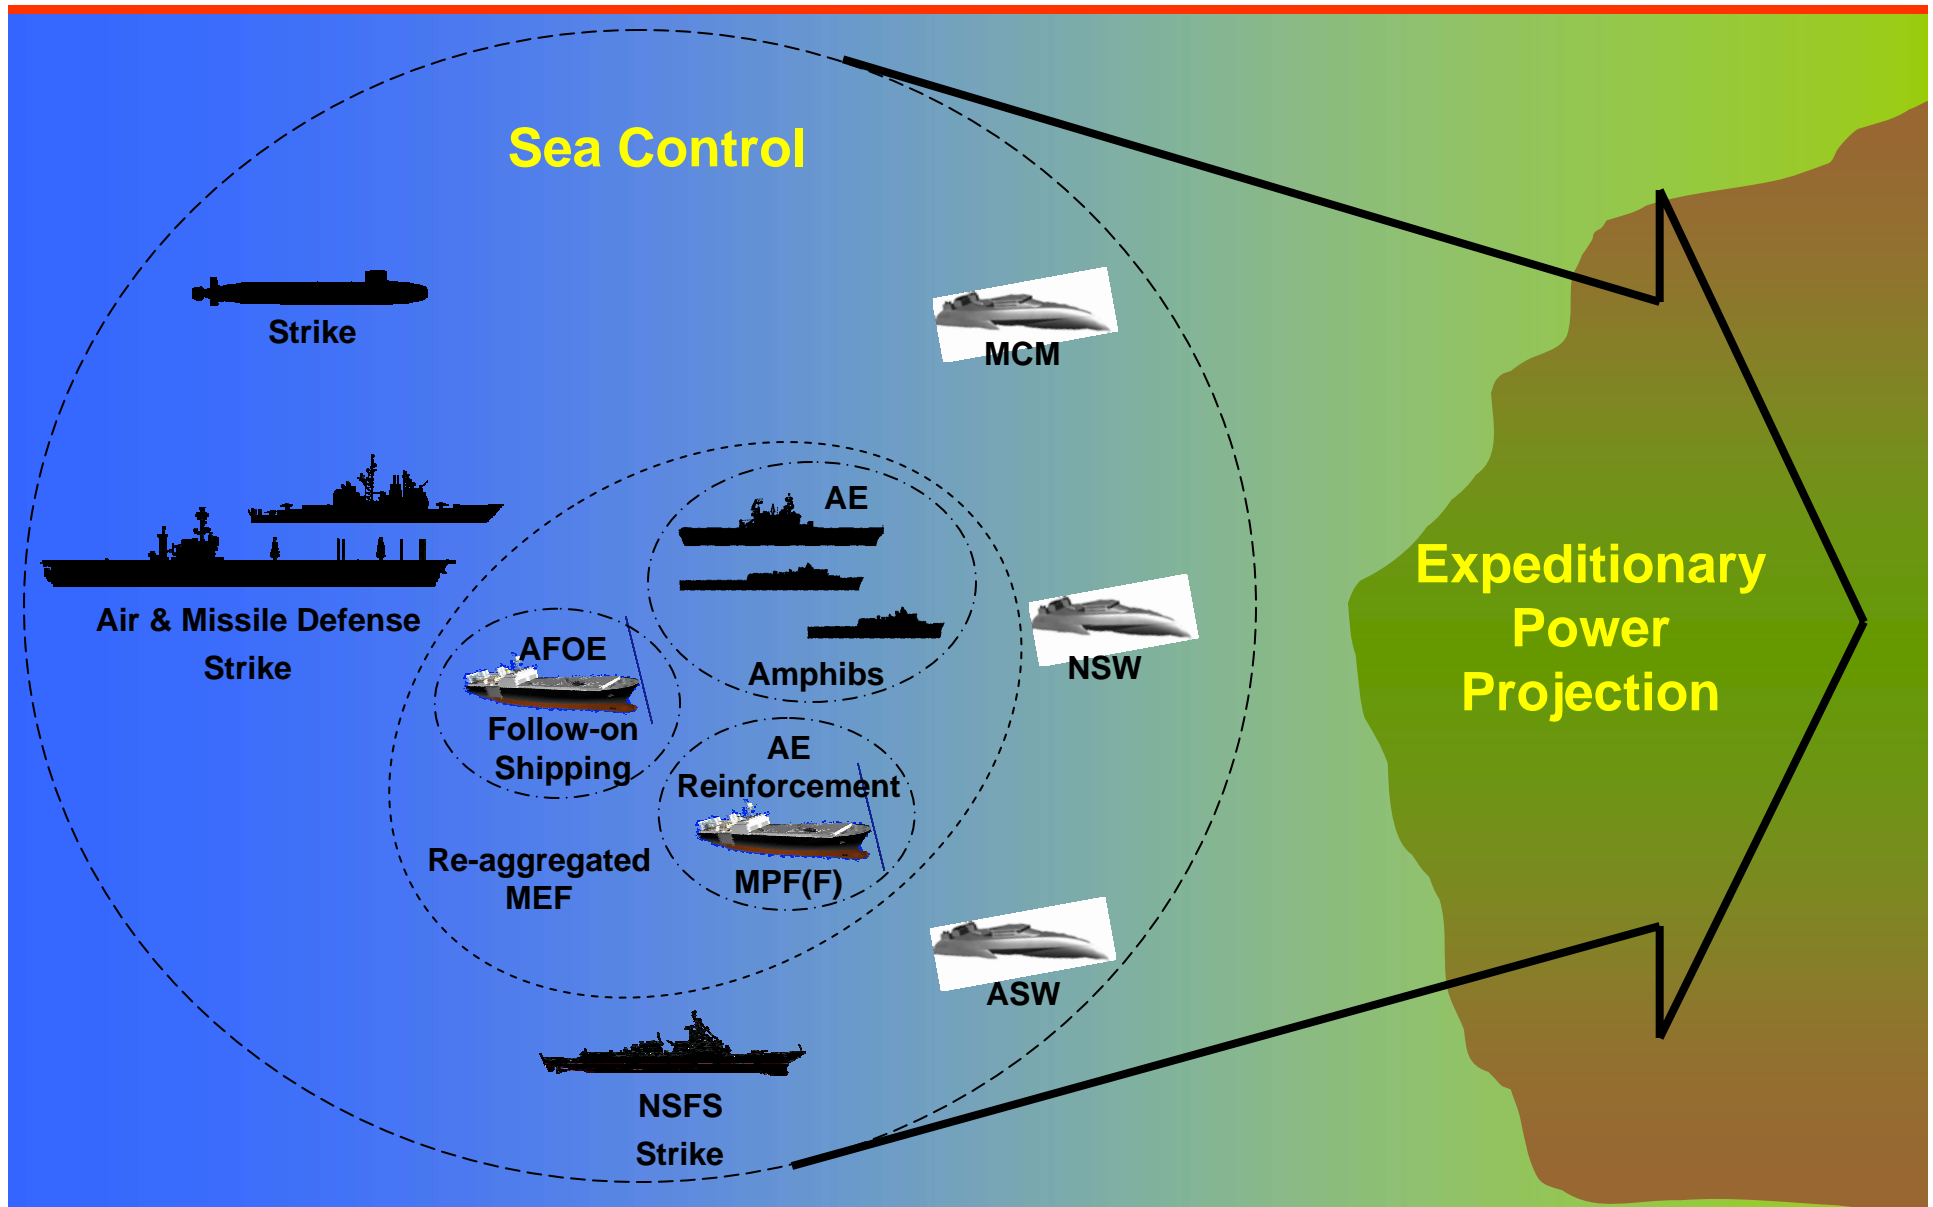 Sea Control
Strike
MCM
Air & Missile Defense
Strike
AE
Amphibs
NSW
AFOE
Follow-on
Shipping
AE
Reinforcement
MPF(F)
Re-aggregated
MEF
ASW
NSFS
Strike
Expeditionary
Power
Projection